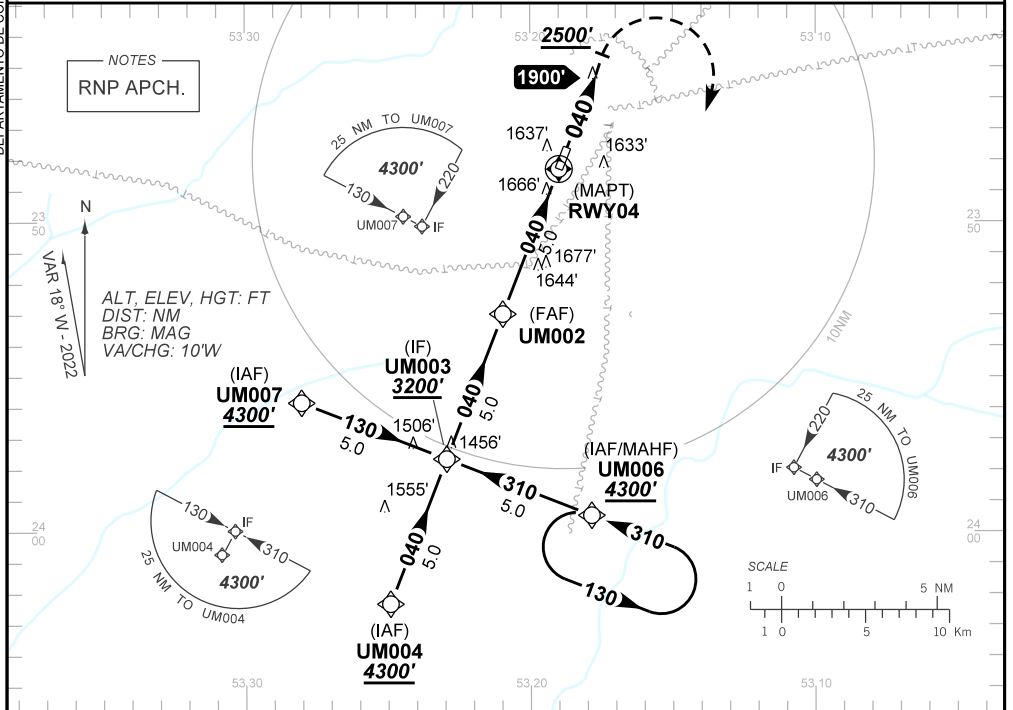 DEPARTAMENTO DE CO
53 30
53 20
53 10
NOTES
RNP APCH.
2500'
1900'
040
25 NM TO UM007
4300'
130
220
UM007
IF
1637'
1633'
1666'
(MAPT)
RWY04
N
VAR 18° W - 2022
23
50
23
50
ALT, ELEV, HGT: FT
DIST: NM
BRG: MAG
VA/CHG: 10'W
040
5.0
1677'
1644'
(FAF)
UM002
10NM
(IF)
UM003
3200'
(IAF)
UM007
4300'
040
5.0
130
5.0
1506'
1456'
(IAF/MAHF)
UM006
4300'
310
5.0
25 NM TO UM006
220
4300'
IF
UM006
310
1555'
130
IF
UM004
310
4300'
25 NM TO UM004
24
00
24
00
040
5.0
310
130
SCALE
1 0 5 NM
1 0 5 10 Km
(IAF)
UM004
4300'
53 30
53 20
53 10